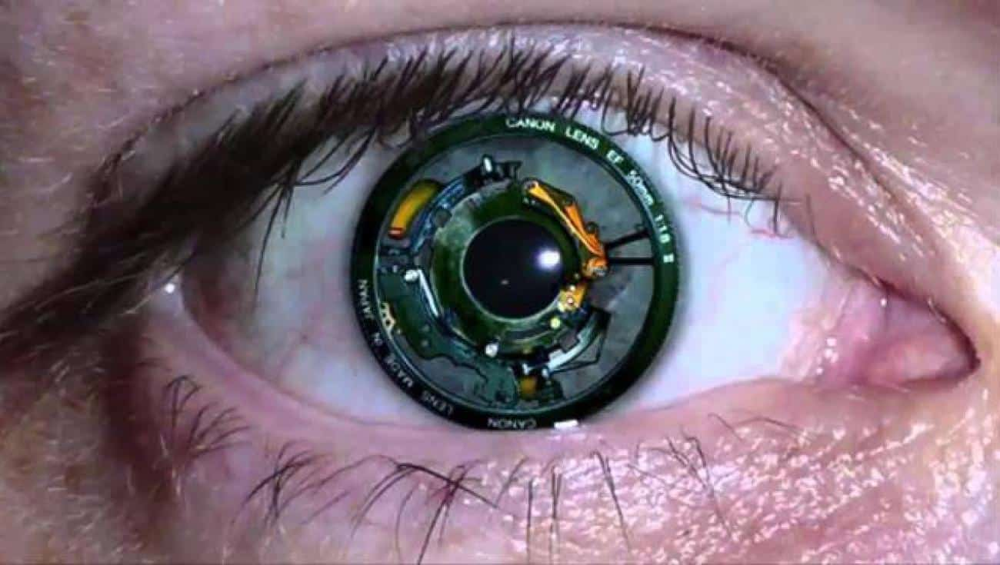 CANON LENS EF 50mm 1:1.8 II
CANON LENS MADE IN JAPAN